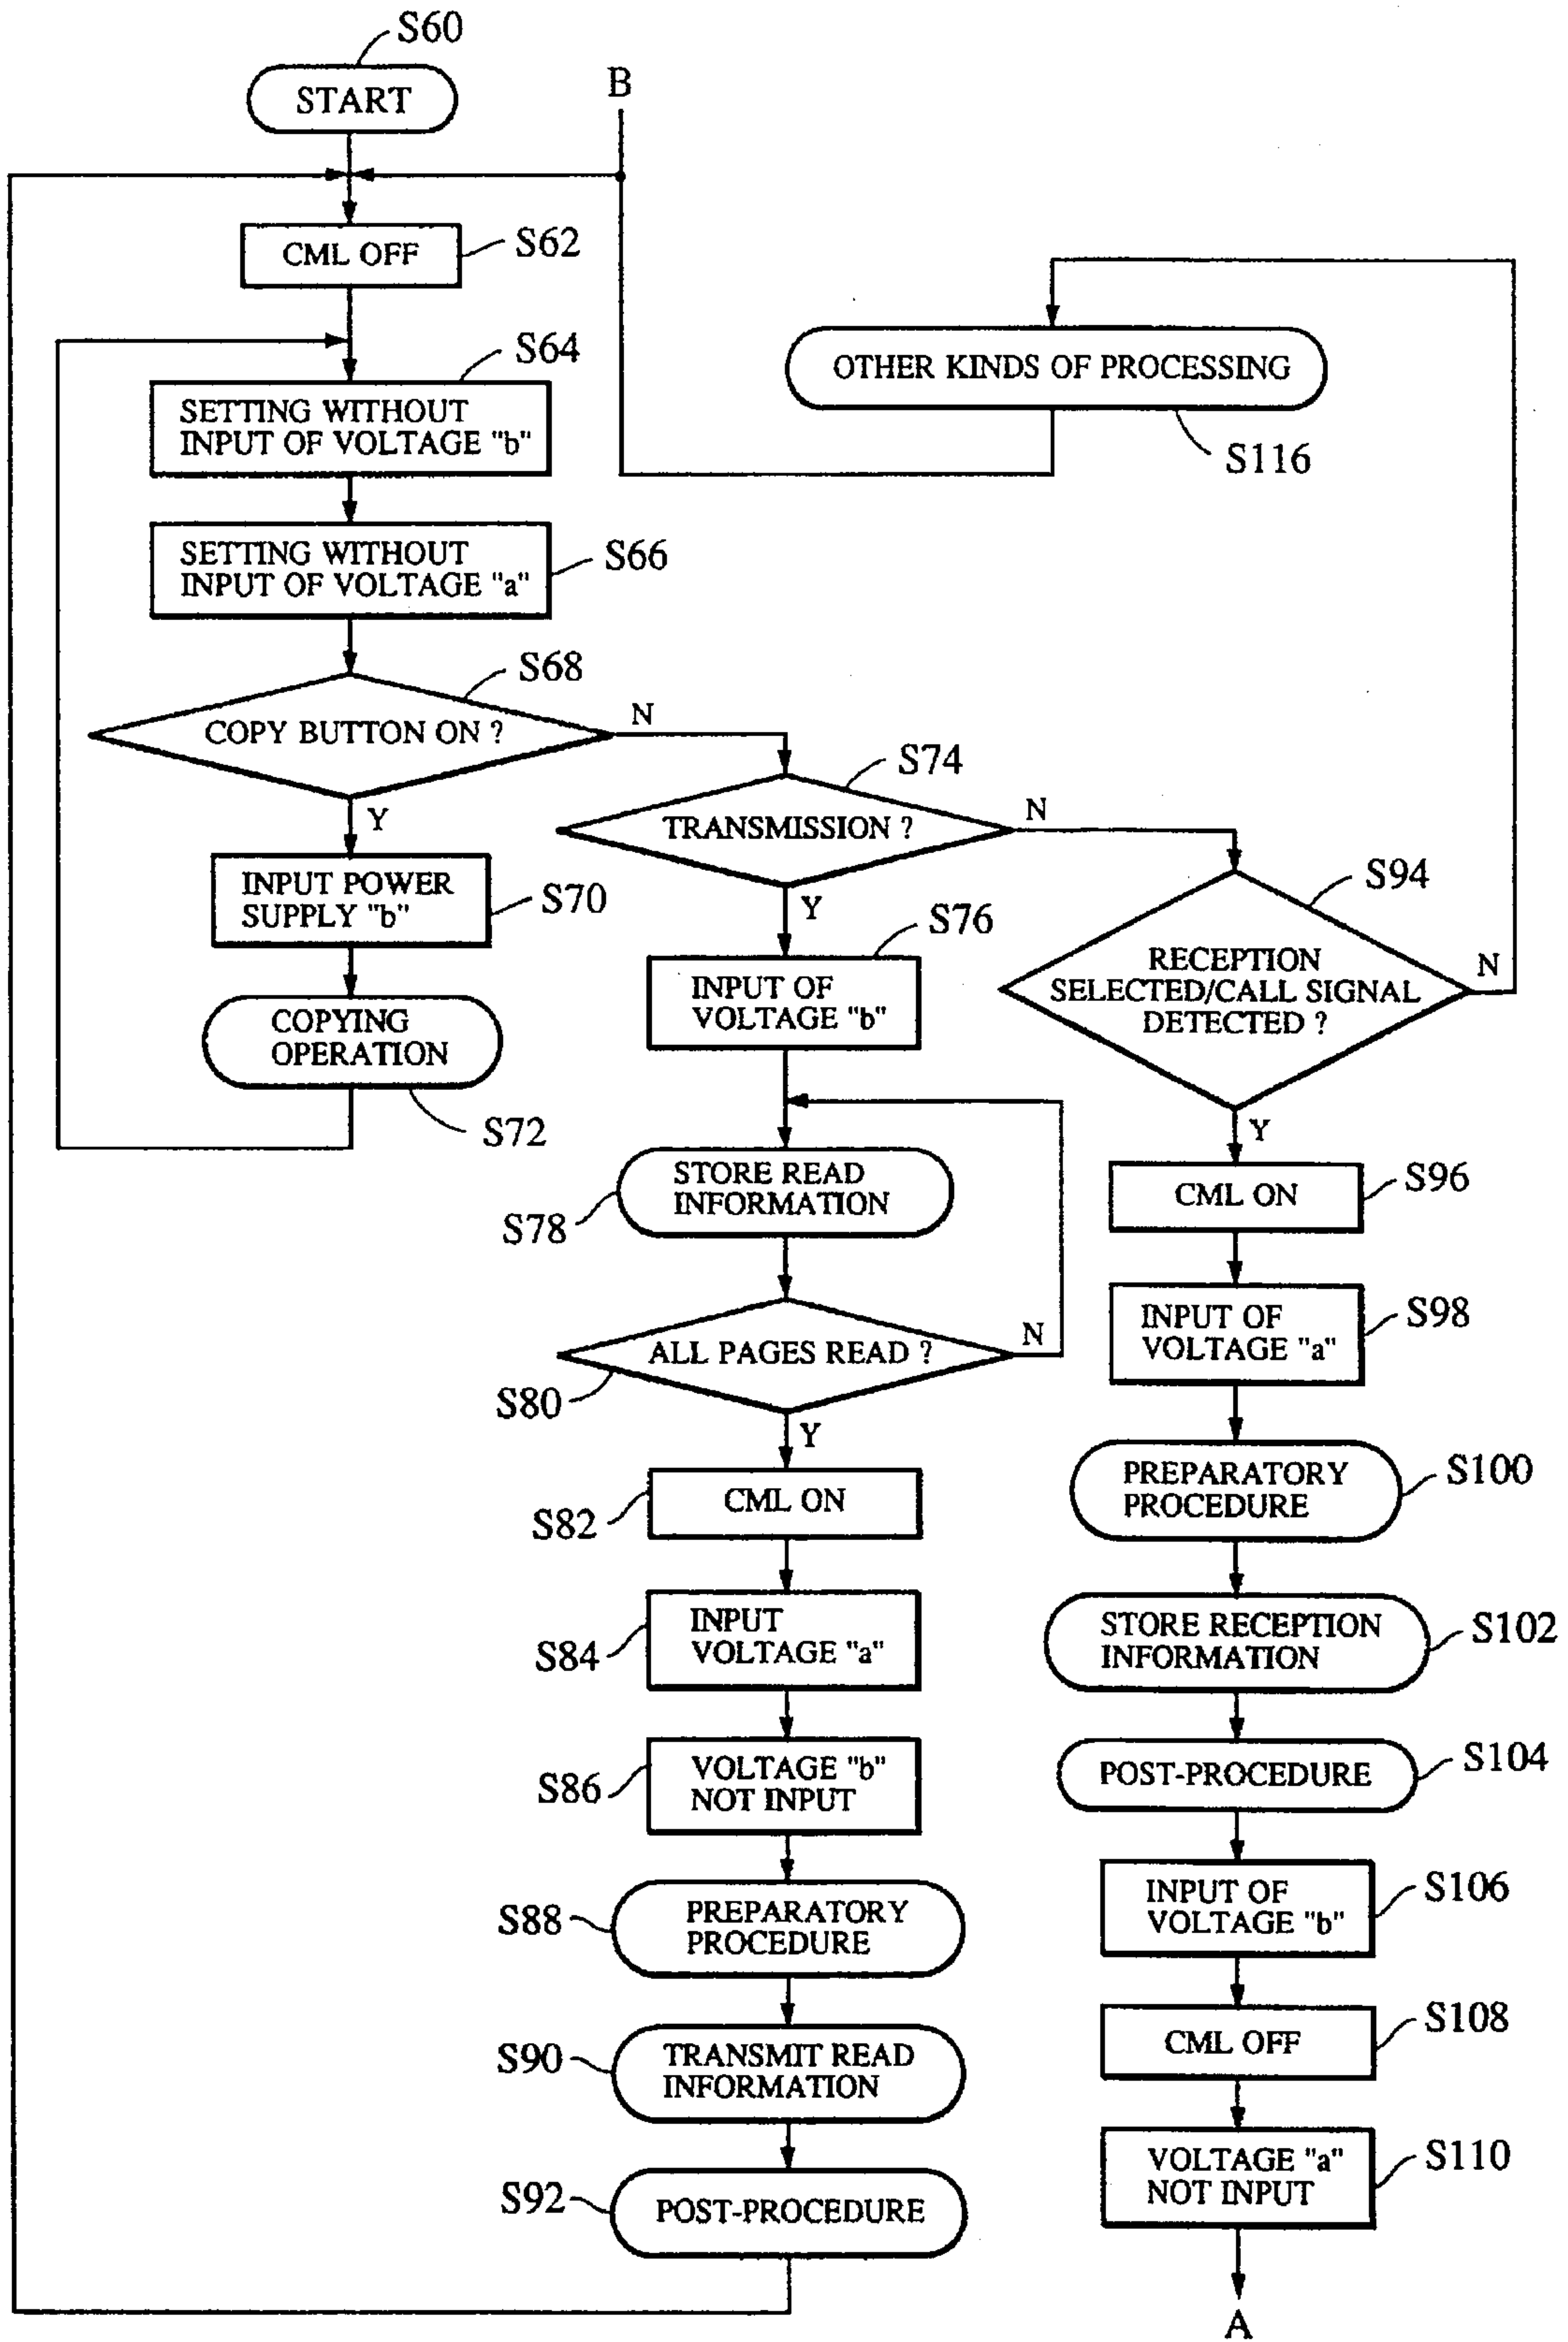 S60
START
B
CML OFF
S62
S64
SETTING WITHOUT
INPUT OF VOLTAGE "b"
OTHER KINDS OF PROCESSING
S116
SETTING WITHOUT
INPUT OF VOLTAGE "a"
S66
S68
COPY BUTTON ON ?
N
Y
S74
TRANSMISSION ?
N
Y
INPUT POWER
SUPPLY "b"
S70
COPYING
OPERATION
S72
S94
RECEPTION
SELECTED/CALL SIGNAL
DETECTED ?
N
Y
S76
INPUT OF
VOLTAGE "b"
STORE READ
INFORMATION
S78
ALL PAGES READ ?
N
S80
Y
CML ON
S82
INPUT
VOLTAGE "a"
S84
VOLTAGE "b"
NOT INPUT
S86
PREPARATORY
PROCEDURE
S88
TRANSMIT READ
INFORMATION
S90
POST-PROCEDURE
S92
CML ON
S96
INPUT OF
VOLTAGE "a"
S98
PREPARATORY
PROCEDURE
S100
STORE RECEPTION
INFORMATION
S102
POST-PROCEDURE
S104
INPUT OF
VOLTAGE "b"
S106
CML OFF
S108
VOLTAGE "a"
NOT INPUT
S110
A